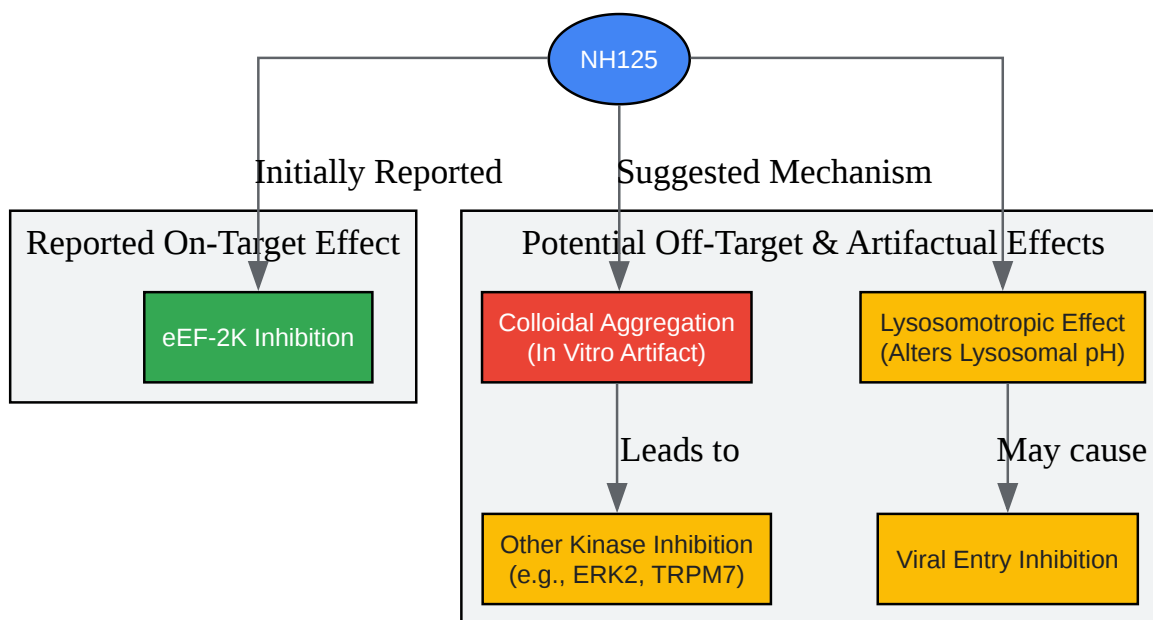 NH125
Initially Reported
Suggested Mechanism
Reported On-Target Effect
Potential Off-Target & Artifactual Effects
eEF-2K Inhibition
Colloidal Aggregation
(In Vitro Artifact)
Lysosomotropic Effect
(Alters Lysosomal pH)
Leads to
May cause
Other Kinase Inhibition
(e.g., ERK2, TRPM7)
Viral Entry Inhibition